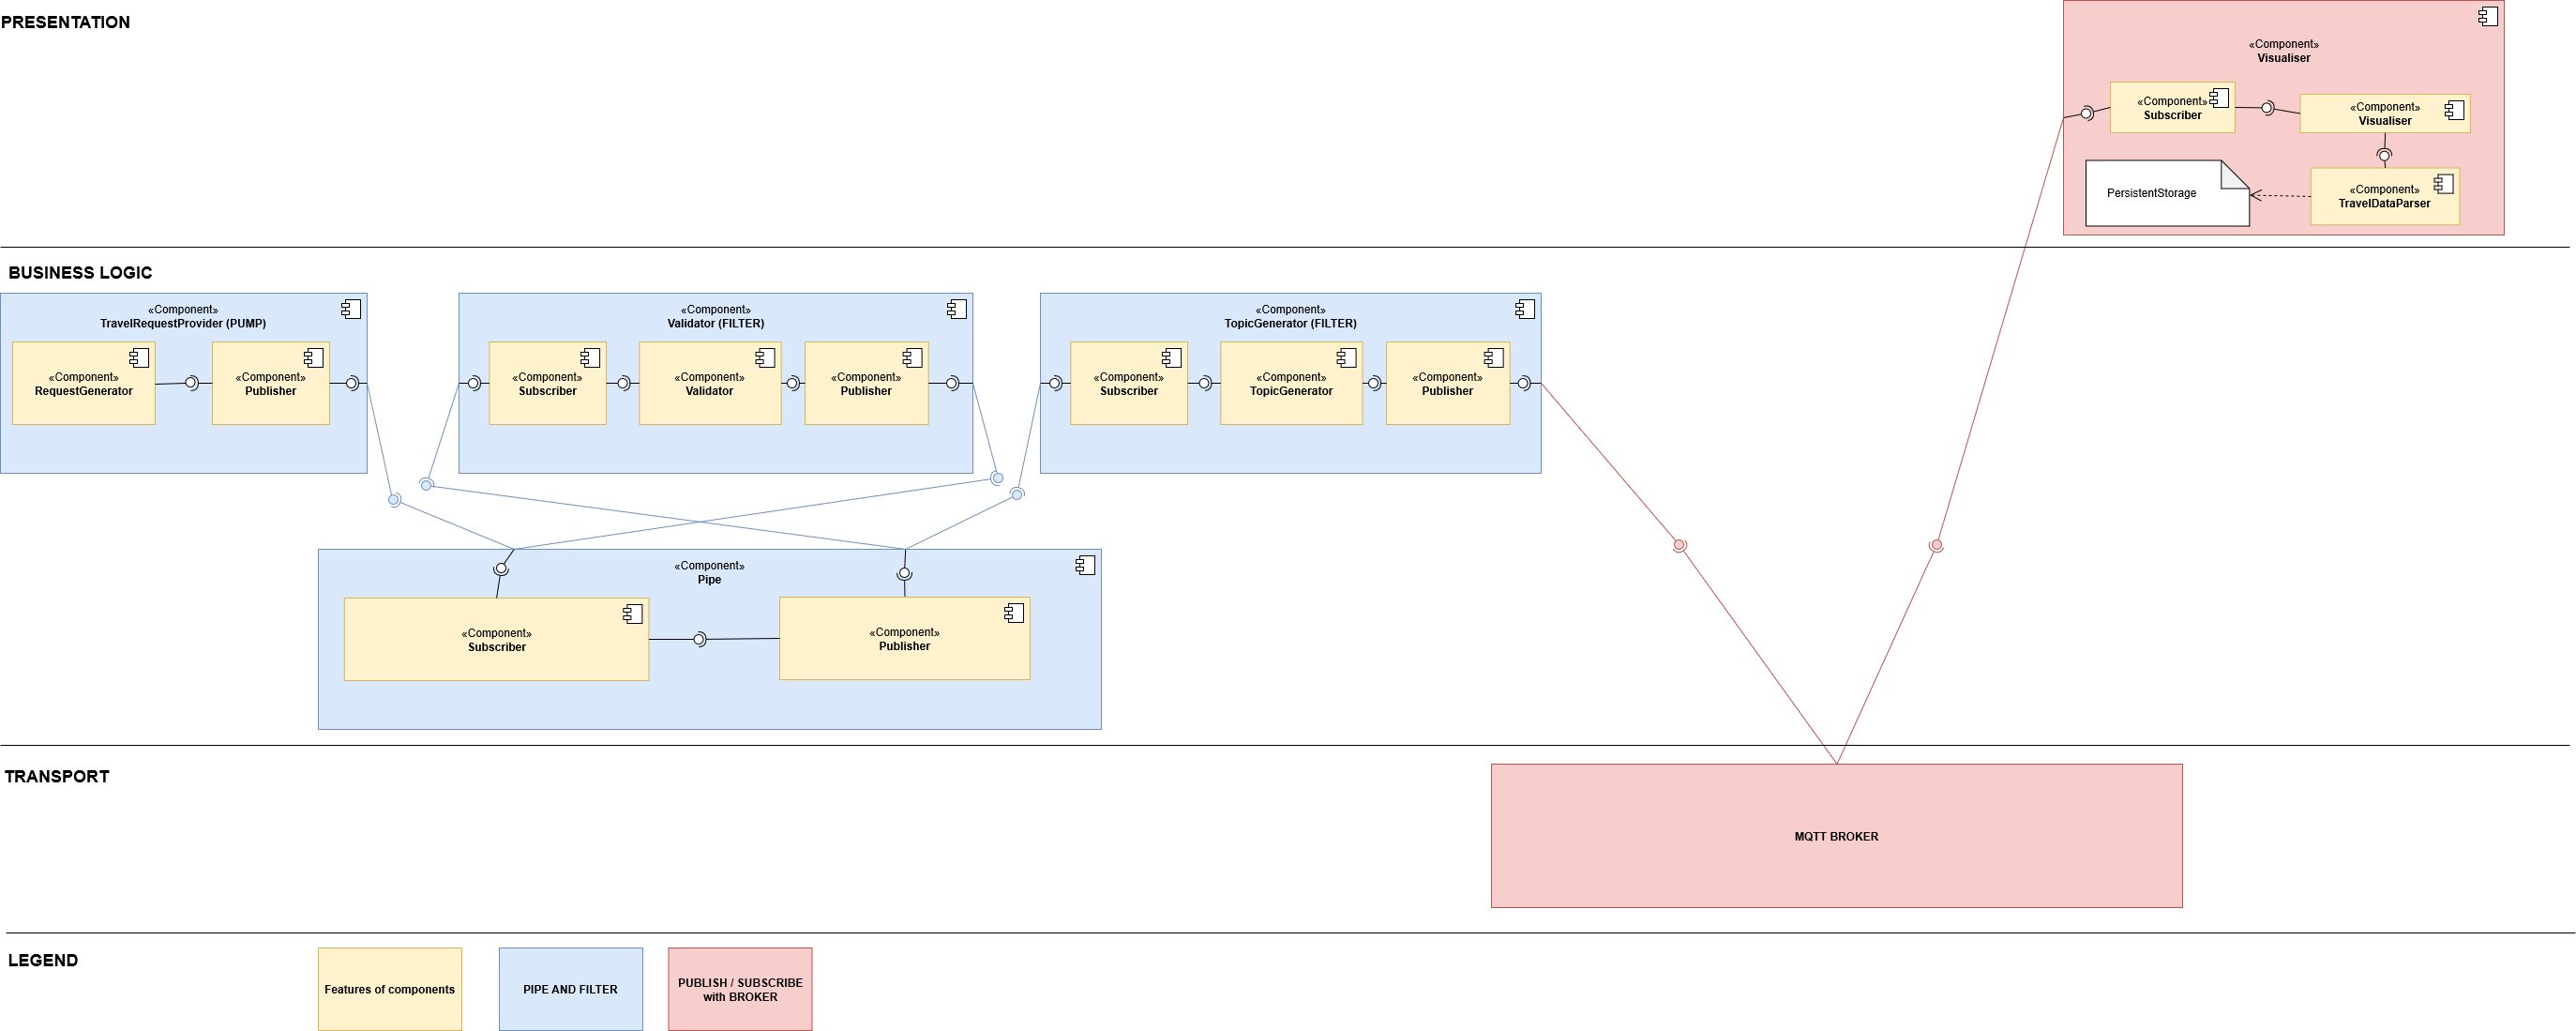 PRESENTATION
«Component»
Visualiser
«Component»
Subscriber
«Component»
Visualiser
PersistentStorage
«Component»
TravelDataParser
BUSINESS LOGIC
«Component»
TravelRequestProvider (PUMP)
«Component»
RequestGenerator
«Component»
Publisher
«Component»
Validator (FILTER)
«Component»
Subscriber
«Component»
Validator
«Component»
Publisher
«Component»
TopicGenerator (FILTER)
«Component»
Subscriber
«Component»
TopicGenerator
«Component»
Publisher
«Component»
Pipe
«Component»
Subscriber
«Component»
Publisher
TRANSPORT
MQTT BROKER
LEGEND
Features of components
PIPE AND FILTER
PUBLISH / SUBSCRIBE
with BROKER